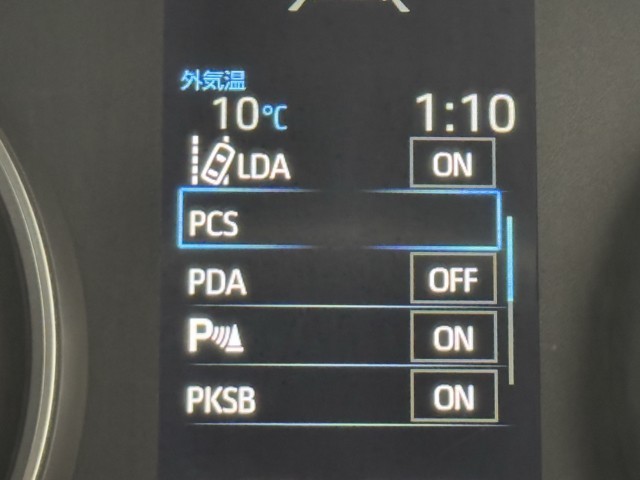 外気温
10℃ 1:10
LDA ON
PCS
PDA OFF
P ON
PKSB ON